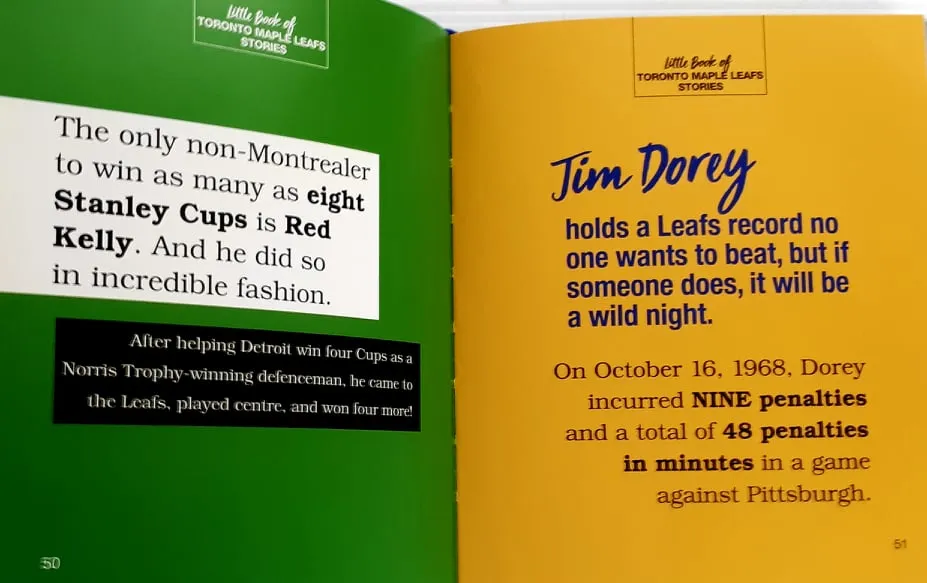 Little Book of
TORONTO MAPLE LEAFS
STORIES
The only non-Montrealer
to win as many as eight
Stanley Cups is Red
Kelly. And he did so
in incredible fashion.
After helping Detroit win four Cups as a
Norris Trophy-winning defenceman, he came to
the Leafs, played centre, and won four more!
50
Little Book of
TORONTO MAPLE LEAFS
STORIES
Jim Dorey
holds a Leafs record no
one wants to beat, but if
someone does, it will be
a wild night.
On October 16, 1968, Dorey
incurred NINE penalties
and a total of 48 penalties
in minutes in a game
against Pittsburgh.
51